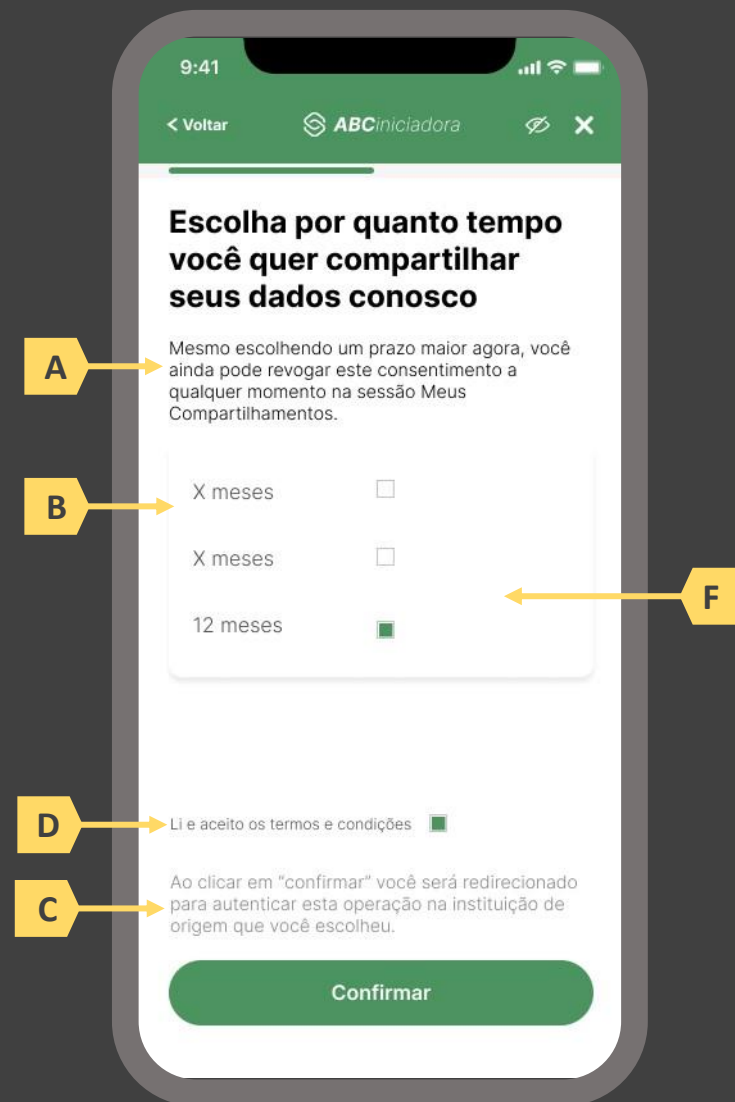 9:41
< Voltar ABCiniciadora
Escolha por quanto tempo
você quer compartilhar
seus dados conosco
A
Mesmo escolhendo um prazo maior agora, você
ainda pode revogar este consentimento a
qualquer momento na sessão Meus
Compartilhamentos.
B
X meses
X meses
F
12 meses
D
Li e aceito os termos e condições
C
Ao clicar em "confirmar" você será redirecionado
para autenticar esta operação na instituição de
origem que você escolheu.
Confirmar